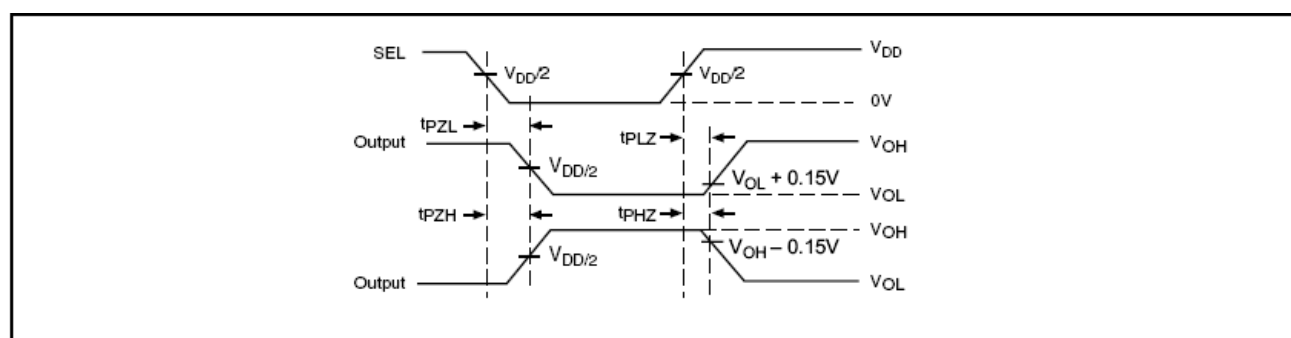 SEL
VDD/2
VDD/2
VDD
0V
tPZL
tPLZ
Output
VDD/2
VOH
VOL + 0.15V
VOL
tPZH
tPHZ
VOH
VOH – 0.15V
VDD/2
Output
VOL